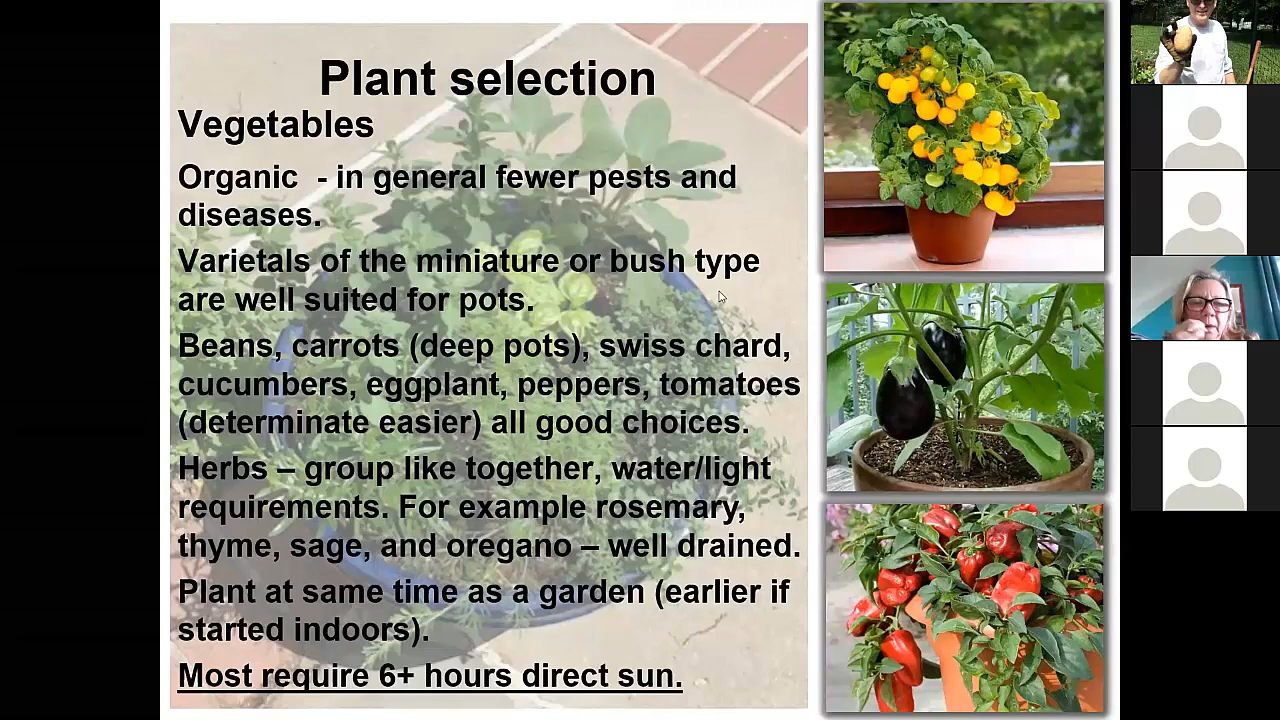 Plant selection
Vegetables
Organic  - in general fewer pests and
diseases.
Varietals of the miniature or bush type
are well suited for pots.
Beans, carrots (deep pots), swiss chard,
cucumbers, eggplant, peppers, tomatoes
(determinate easier) all good choices.
Herbs – group like together, water/light
requirements. For example rosemary,
thyme, sage, and oregano – well drained.
Plant at same time as a garden (earlier if
started indoors).
Most require 6+ hours direct sun.